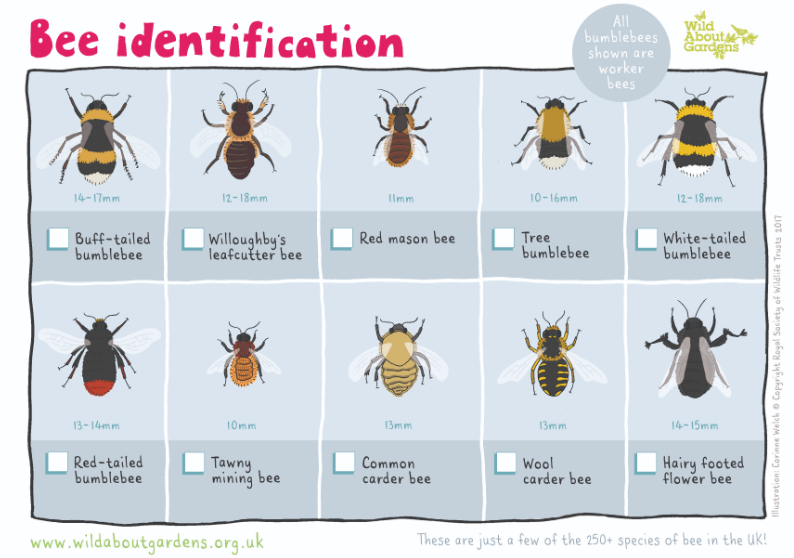 Bee identification
All
bumblebees
shown are
worker
bees
Wild
About
Gardens
14-17mm
Buff-tailed
bumblebee
12-18mm
Willoughby's
leafcutter bee
11mm
Red mason bee
10-16mm
Tree
bumblebee
12-18mm
White-tailed
bumblebee
13-14mm
Red-tailed
bumblebee
10mm
Tawny
mining bee
13mm
Common
carder bee
13mm
Wool
carder bee
14-15mm
Hairy footed
flower bee
Illustration: Corinne Welch © Copyright Royal Society of Wildlife Trusts 2017
www.wildaboutgardens.org.uk
These are just a few of the 250+ species of bee in the UK!